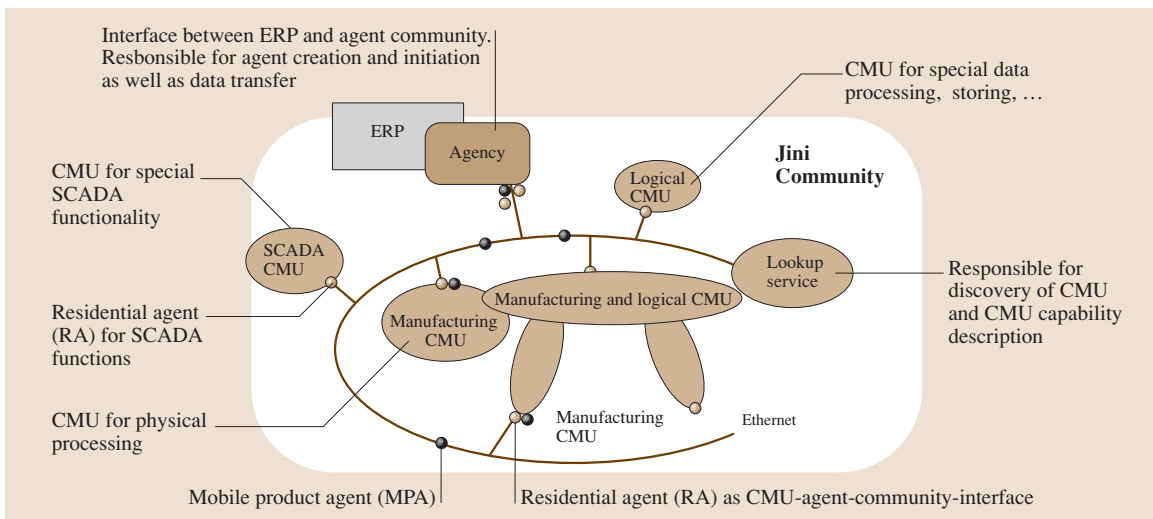 Interface between ERP and agent community.
Responsible for agent creation and initiation
as well as data transfer
CMU for special data
processing, storing, …
ERP
Agency
Jini
Community
CMU for special
SCADA
functionality
Logical
CMU
SCADA
CMU
Lookup
service
Responsible for
discovery of CMU
and CMU capability
description
Manufacturing and logical CMU
Residential agent
(RA) for SCADA
functions
Manufacturing
CMU
CMU for physical
processing
Manufacturing
CMU
Ethernet
Mobile product agent (MPA)
Residential agent (RA) as CMU-agent-community-interface